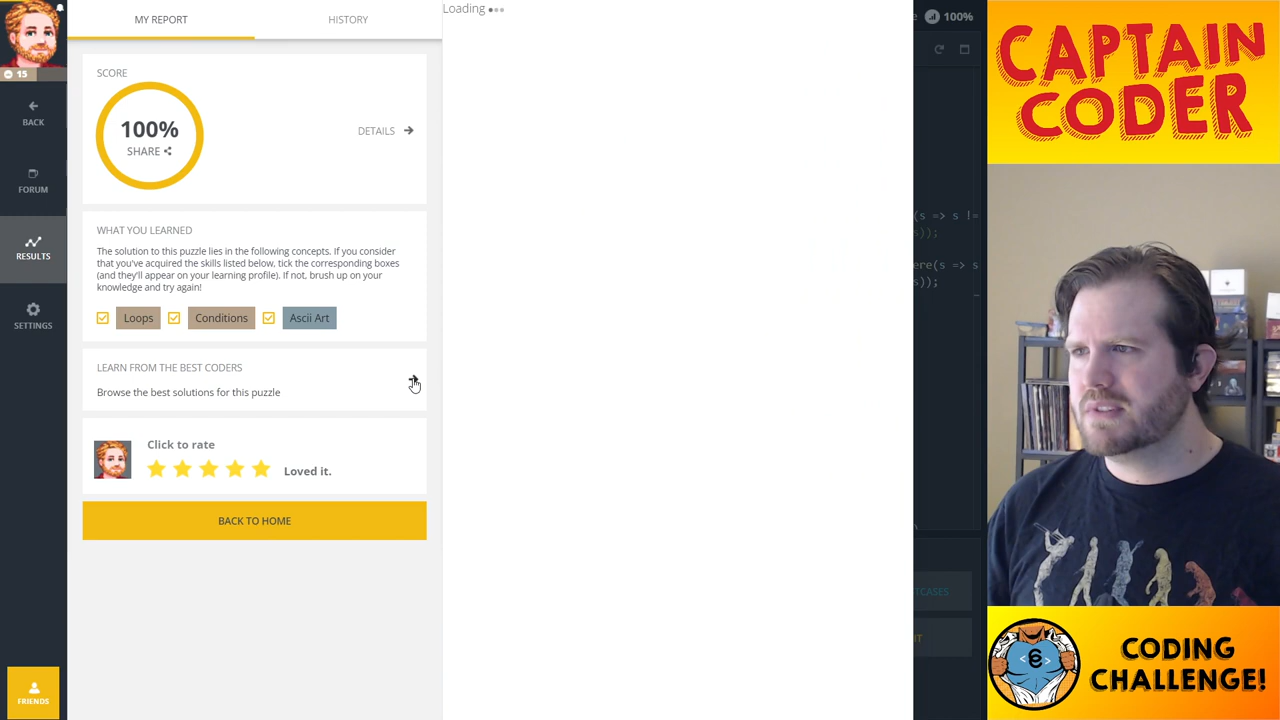 MY REPORT
HISTORY
Loading
100%
15
BACK
FORUM
RESULTS
SETTINGS
FRIENDS
SCORE
100%
SHARE
DETAILS
WHAT YOU LEARNED
The solution to this puzzle lies in the following concepts. If you consider
that you've acquired the skills listed below, tick the corresponding boxes
(and they'll appear on your learning profile). If not, brush up on your
knowledge and try again!
Loops
Conditions
Ascii Art
LEARN FROM THE BEST CODERS
Browse the best solutions for this puzzle
Click to rate
Loved it.
BACK TO HOME
(s => s !=
s));
ere(s => s
s));
TCASES
CAPTAIN
CODER
CODING
CHALLENGE!